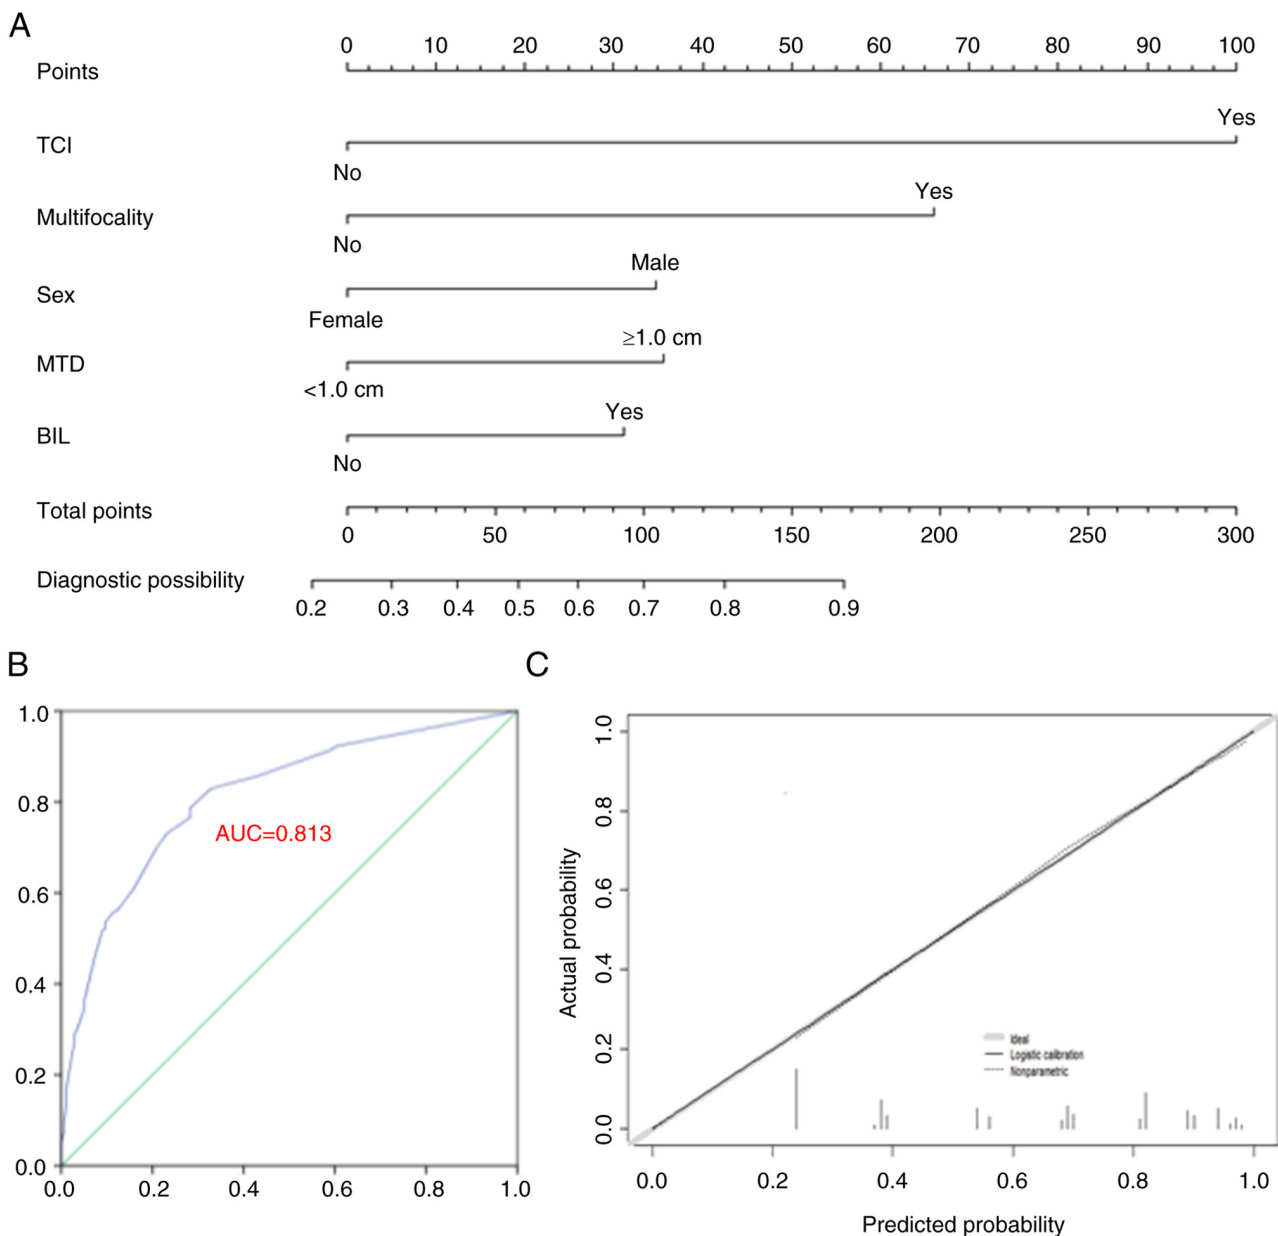 A
0 10 20 30 40 50 60 70 80 90 100
Points
Yes
TCI
No
Yes
Multifocality
No
Male
Sex
Female
≥1.0 cm
MTD
<1.0 cm
Yes
BIL
No
Total points
0 50 100 150 200 250 300
Diagnostic possibility
0.2 0.3 0.4 0.5 0.6 0.7 0.8 0.9
B
1.0
0.8
AUC=0.813
0.6
0.4
0.2
0.0
0.0 0.2 0.4 0.6 0.8 1.0
C
1.0
0.8
0.6
0.4
0.2
0.0
Actual probability
Ideal
Logistic calibration
Nonparametric
0.0 0.2 0.4 0.6 0.8 1.0
Predicted probability